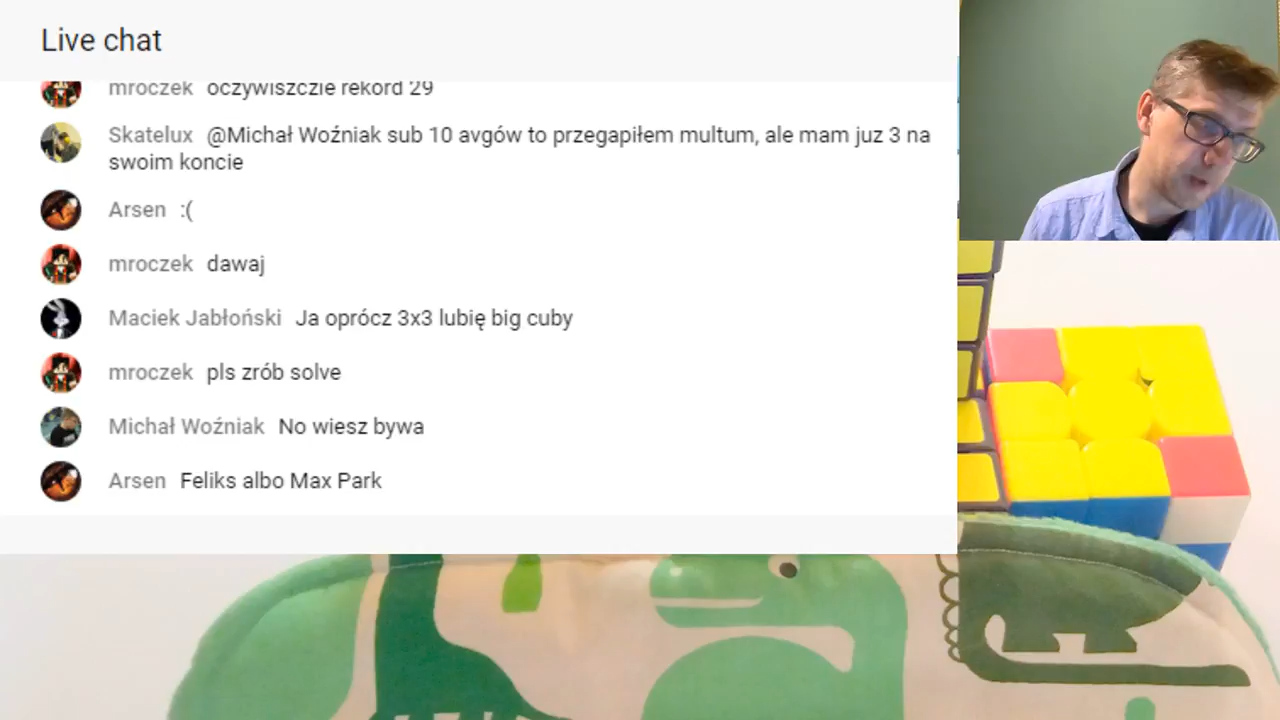 Live chat
mroczek oczywiszczie rekord 29
Skatelux @Michał Woźniak sub 10 avgów to przegapiłem multum, ale mam juz 3 na
swoim koncie
Arsen :(
mroczek dawaj
Maciek Jabłoński Ja oprócz 3x3 lubię big cuby
mroczek pls zrób solve
Michał Woźniak No wiesz bywa
Arsen Feliks albo Max Park